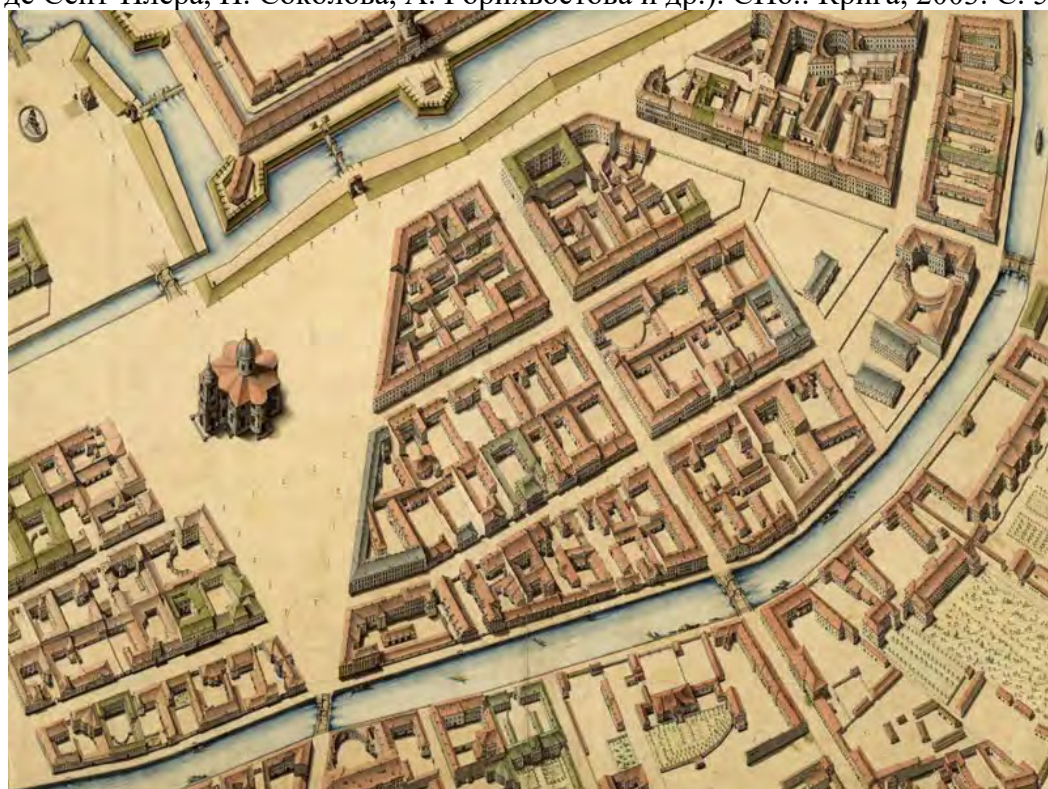 де Сент-Илера, П. Соколова, А. Горихвостова и др.). СПб.: Крига, 2003. С.